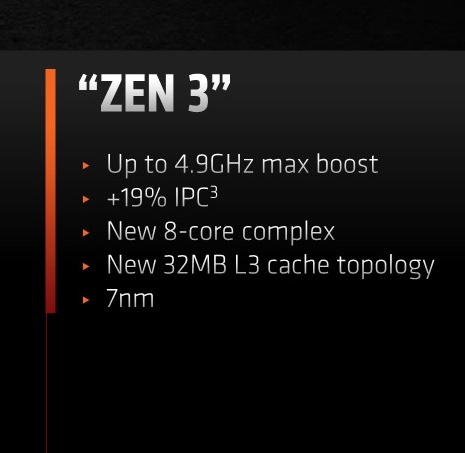 “ZEN 3”
▸ Up to 4.9GHz max boost
▸ +19% IPC³
▸ New 8-core complex
▸ New 32MB L3 cache topology
▸ 7nm